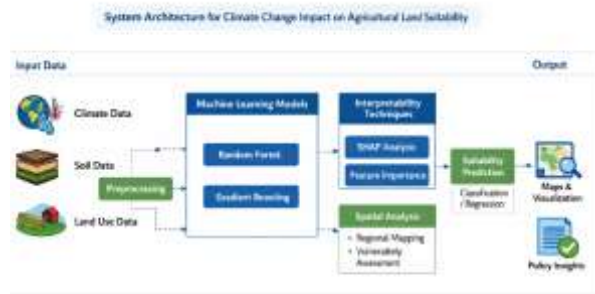 System Architecture for Climate Change Impact on Agricultural Land Suitability
Input Data
Output
Climate Data
Soil Data
Land Use Data
Preprocessing
Machine Learning Models
Random Forest
Gradient Boosting
Interpretability
Techniques
SHAP Analysis
Feature Importance
Spatial Analysis
• Regional Mapping
• Vulnerability
Assessment
Suitability
Prediction
Classification
/ Regression
Maps &
Visualization
Policy Insights